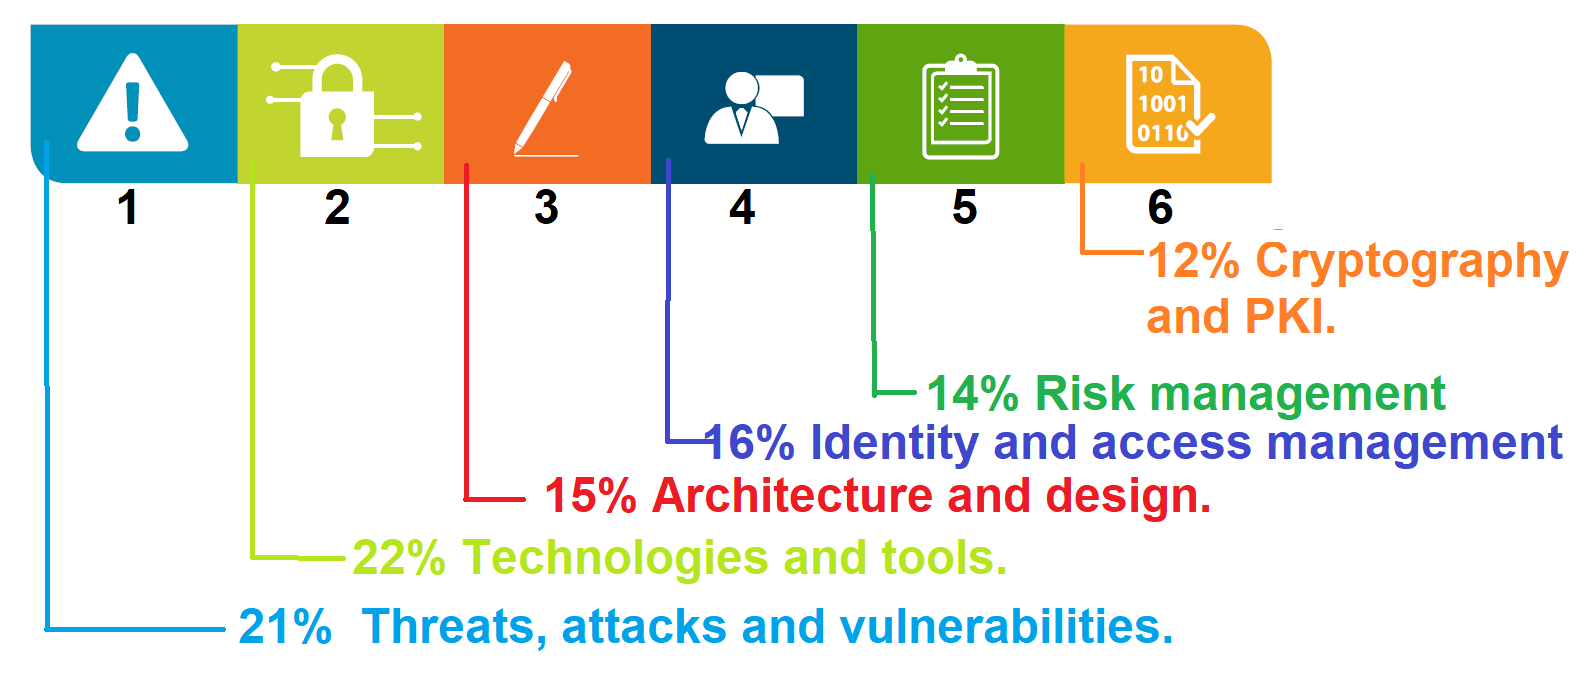 10
1001
0110
1 2 3 4 5 6
12% Cryptography
and PKI.
14% Risk management
16% Identity and access management
15% Architecture and design.
22% Technologies and tools.
21% Threats, attacks and vulnerabilities.